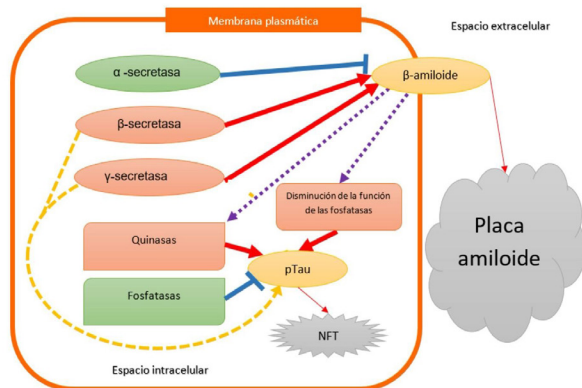 Membrana plasmática
Espacio extracelular
α -secretasa
β-amiloide
β-secretasa
γ-secretasa
Disminución de la función
de las fosfatasas
Placa
amiloide
Quinasas
pTau
Fosfatasas
NFT
Espacio intracelular